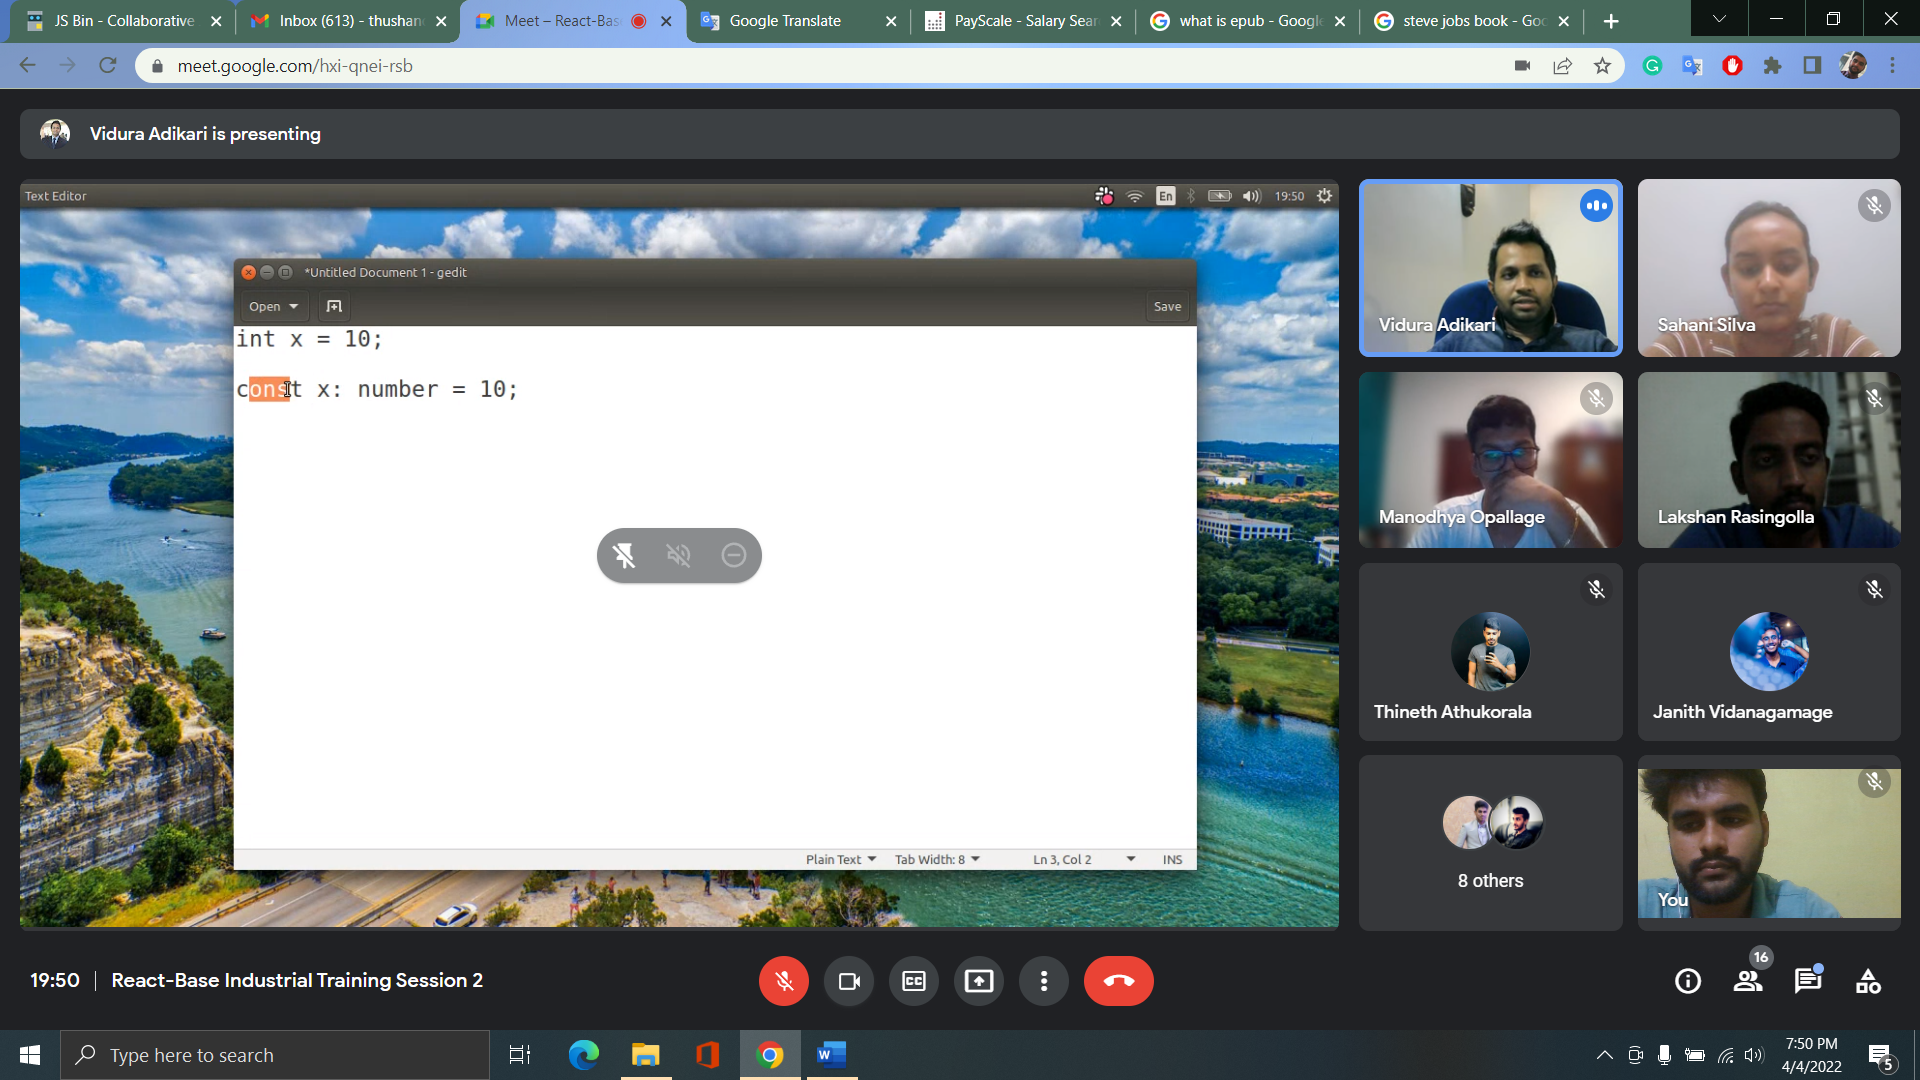 JS Bin - Collaborative
Inbox (613) - thushan
Meet – React-Bas
Google Translate
PayScale - Salary Sear
what is epub - Google
steve jobs book - Goo
meet.google.com/hxi-qnei-rsb
Vidura Adikari is presenting
Text Editor
En
19:50
*Untitled Document 1 - gedit
Open
Save
int x = 10;
const x: number = 10;
Plain Text
Tab Width: 8
Ln 3, Col 2
INS
Vidura Adikari
Sahani Silva
Manodhya Opallage
Lakshan Rasingolla
Thineth Athukorala
Janith Vidanagamage
8 others
You
19:50
React-Base Industrial Training Session 2
CC
16
Type here to search
W
7:50 PM
4/4/2022
5